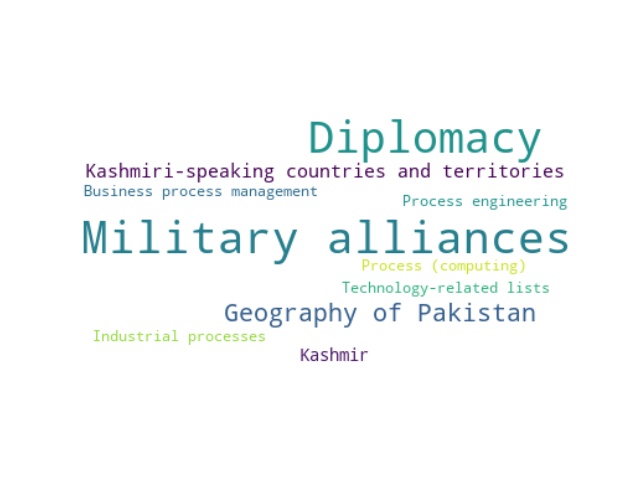 Diplomacy
Kashmiri-speaking countries and territories
Business process management
Process engineering
Military alliances
Process (computing)
Technology-related lists
Geography of Pakistan
Industrial processes
Kashmir